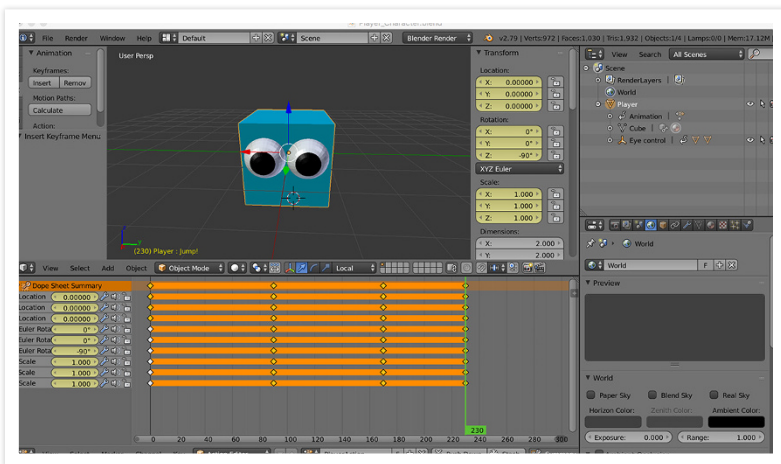 Player_Character.blend
File Render Window Help Default Scene Blender Render v2.79 | Verts:972 | Faces:1,030 | Tris:1,932 | Objects:1/4 | Lamps:0/0 | Mem:17.12M
Animation
Keyframes:
Insert Remov
Motion Paths:
Calculate
Action:
Insert Keyframe Menu
User Persp
(230) Player : Jump!
Transform
Location:
X: 0.00000
Y: 0.00000
Z: 0.00000
Rotation:
X: 0°
Y: 0°
Z: -90°
XYZ Euler
Scale:
X: 1.000
Y: 1.000
Z: 1.000
Dimensions:
X: 2.000
Y: 2.000
View Search All Scenes
Scene
RenderLayers |
World
Player
Animation |
Cube |
Eye control |
World
World F
Preview
World
Paper Sky Blend Sky Real Sky
Horizon Color: Zenith Color: Ambient Color:
Exposure: 0.000 Range: 1.000
View Select Add Object Object Mode Local
Dope Sheet Summary
Location 0.00000
Location 0.00000
Location 0.00000
Euler Rota 0°
Euler Rota 0°
Euler Rota -90°
Scale 1.000
Scale 1.000
Scale 1.000
230
0 20 40 60 80 100 120 140 160 180 200 220 240 260 280